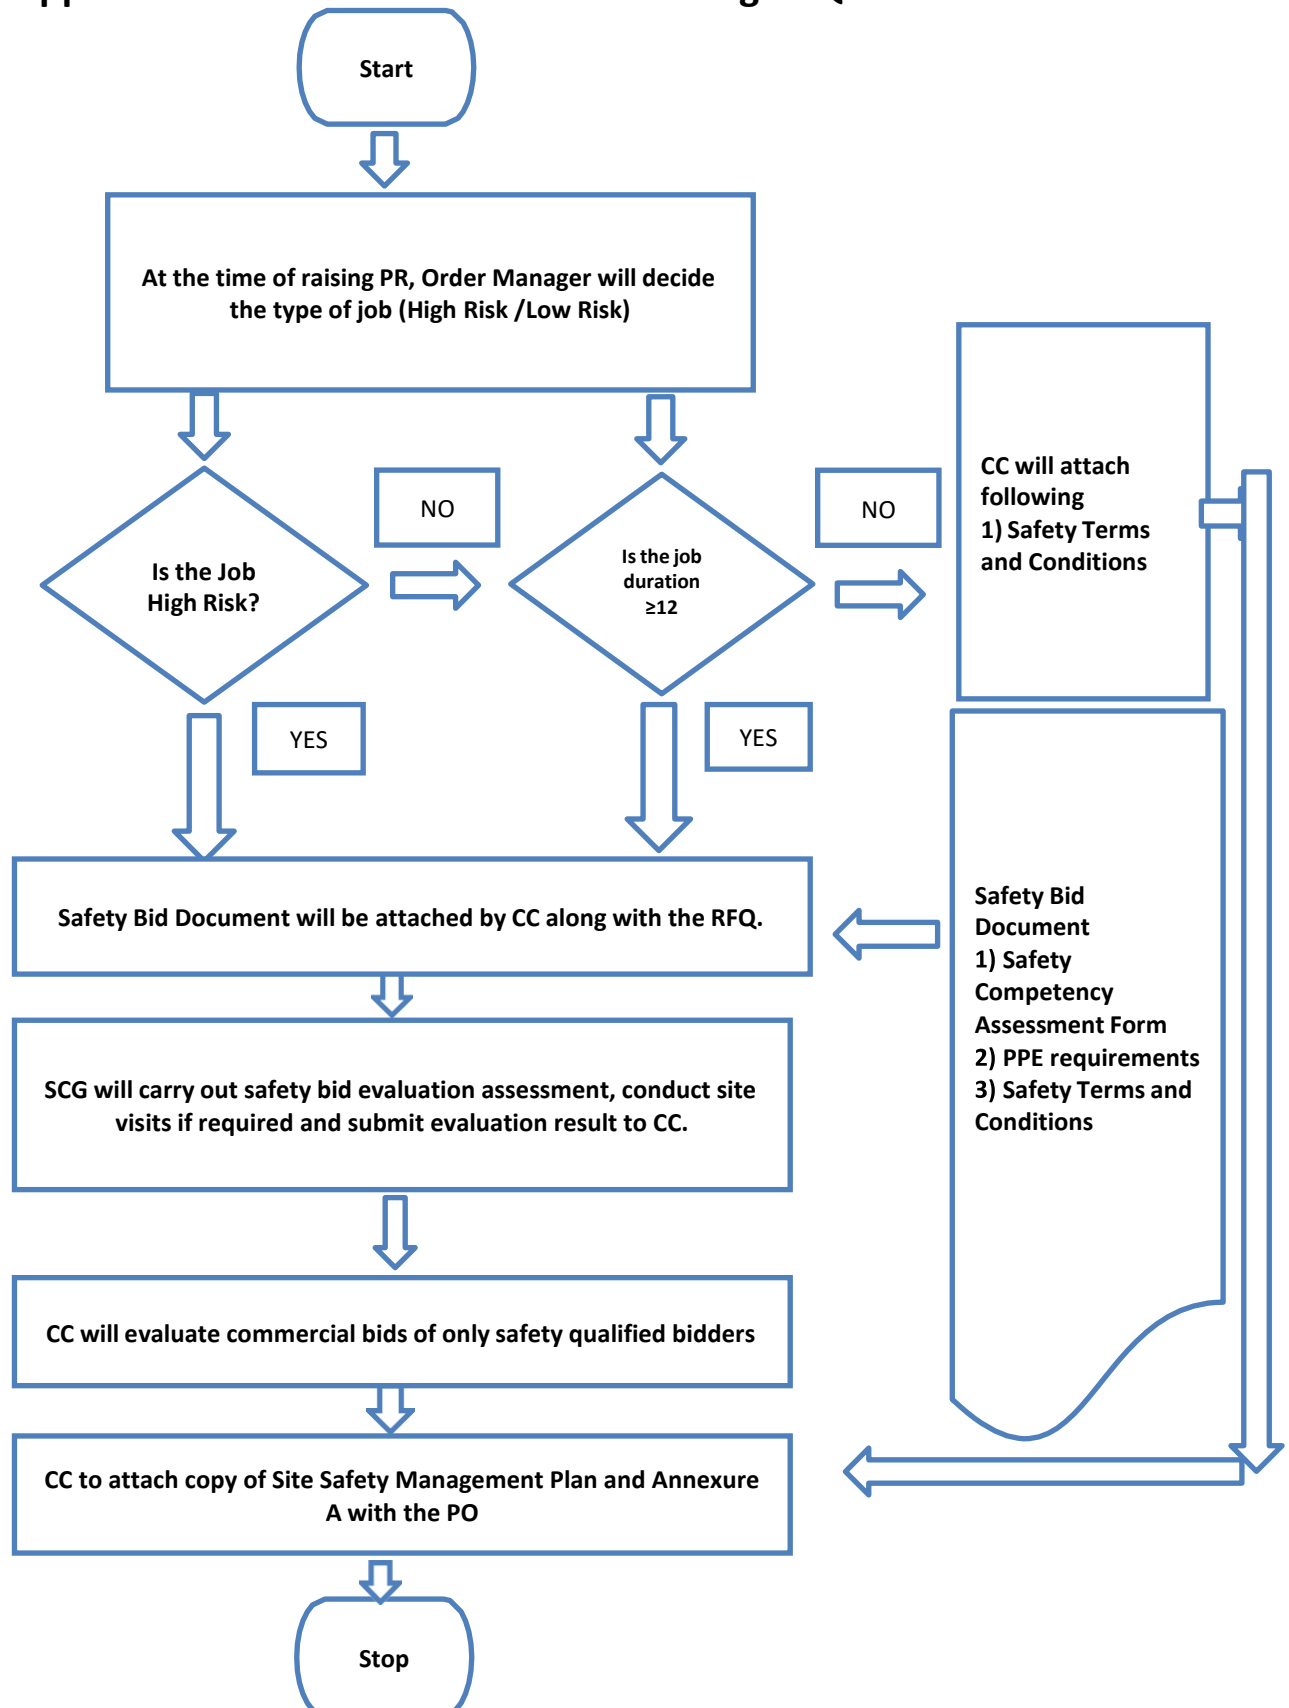 Start
At the time of raising PR, Order Manager will decide
the type of job (High Risk /Low Risk)
Is the Job
High Risk?
NO
Is the job
duration
≥12
NO
CC will attach
following
1) Safety Terms
and Conditions
YES
YES
Safety Bid Document will be attached by CC along with the RFQ.
Safety Bid
Document
1) Safety
Competency
Assessment Form
2) PPE requirements
3) Safety Terms and
Conditions
SCG will carry out safety bid evaluation assessment, conduct site
visits if required and submit evaluation result to CC.
CC will evaluate commercial bids of only safety qualified bidders
CC to attach copy of Site Safety Management Plan and Annexure
A with the PO
Stop